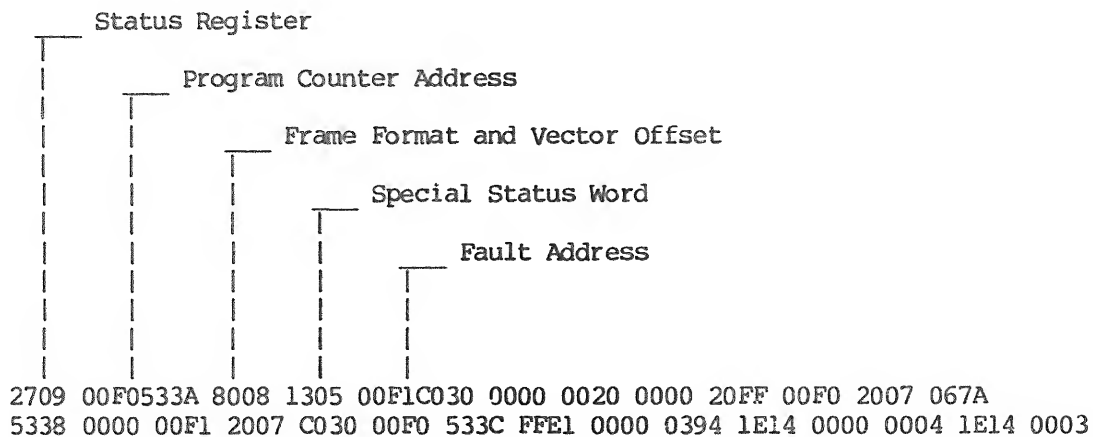 Status Register
Program Counter Address
Frame Format and Vector Offset
Special Status Word
Fault Address
2709 00F0533A 8008 1305 00F1C030 0000 0020 0000 20FF 00F0 2007 067A
5338 0000 00F1 2007 C030 00F0 533C FFE1 0000 0394 1E14 0000 0004 1E14 0003